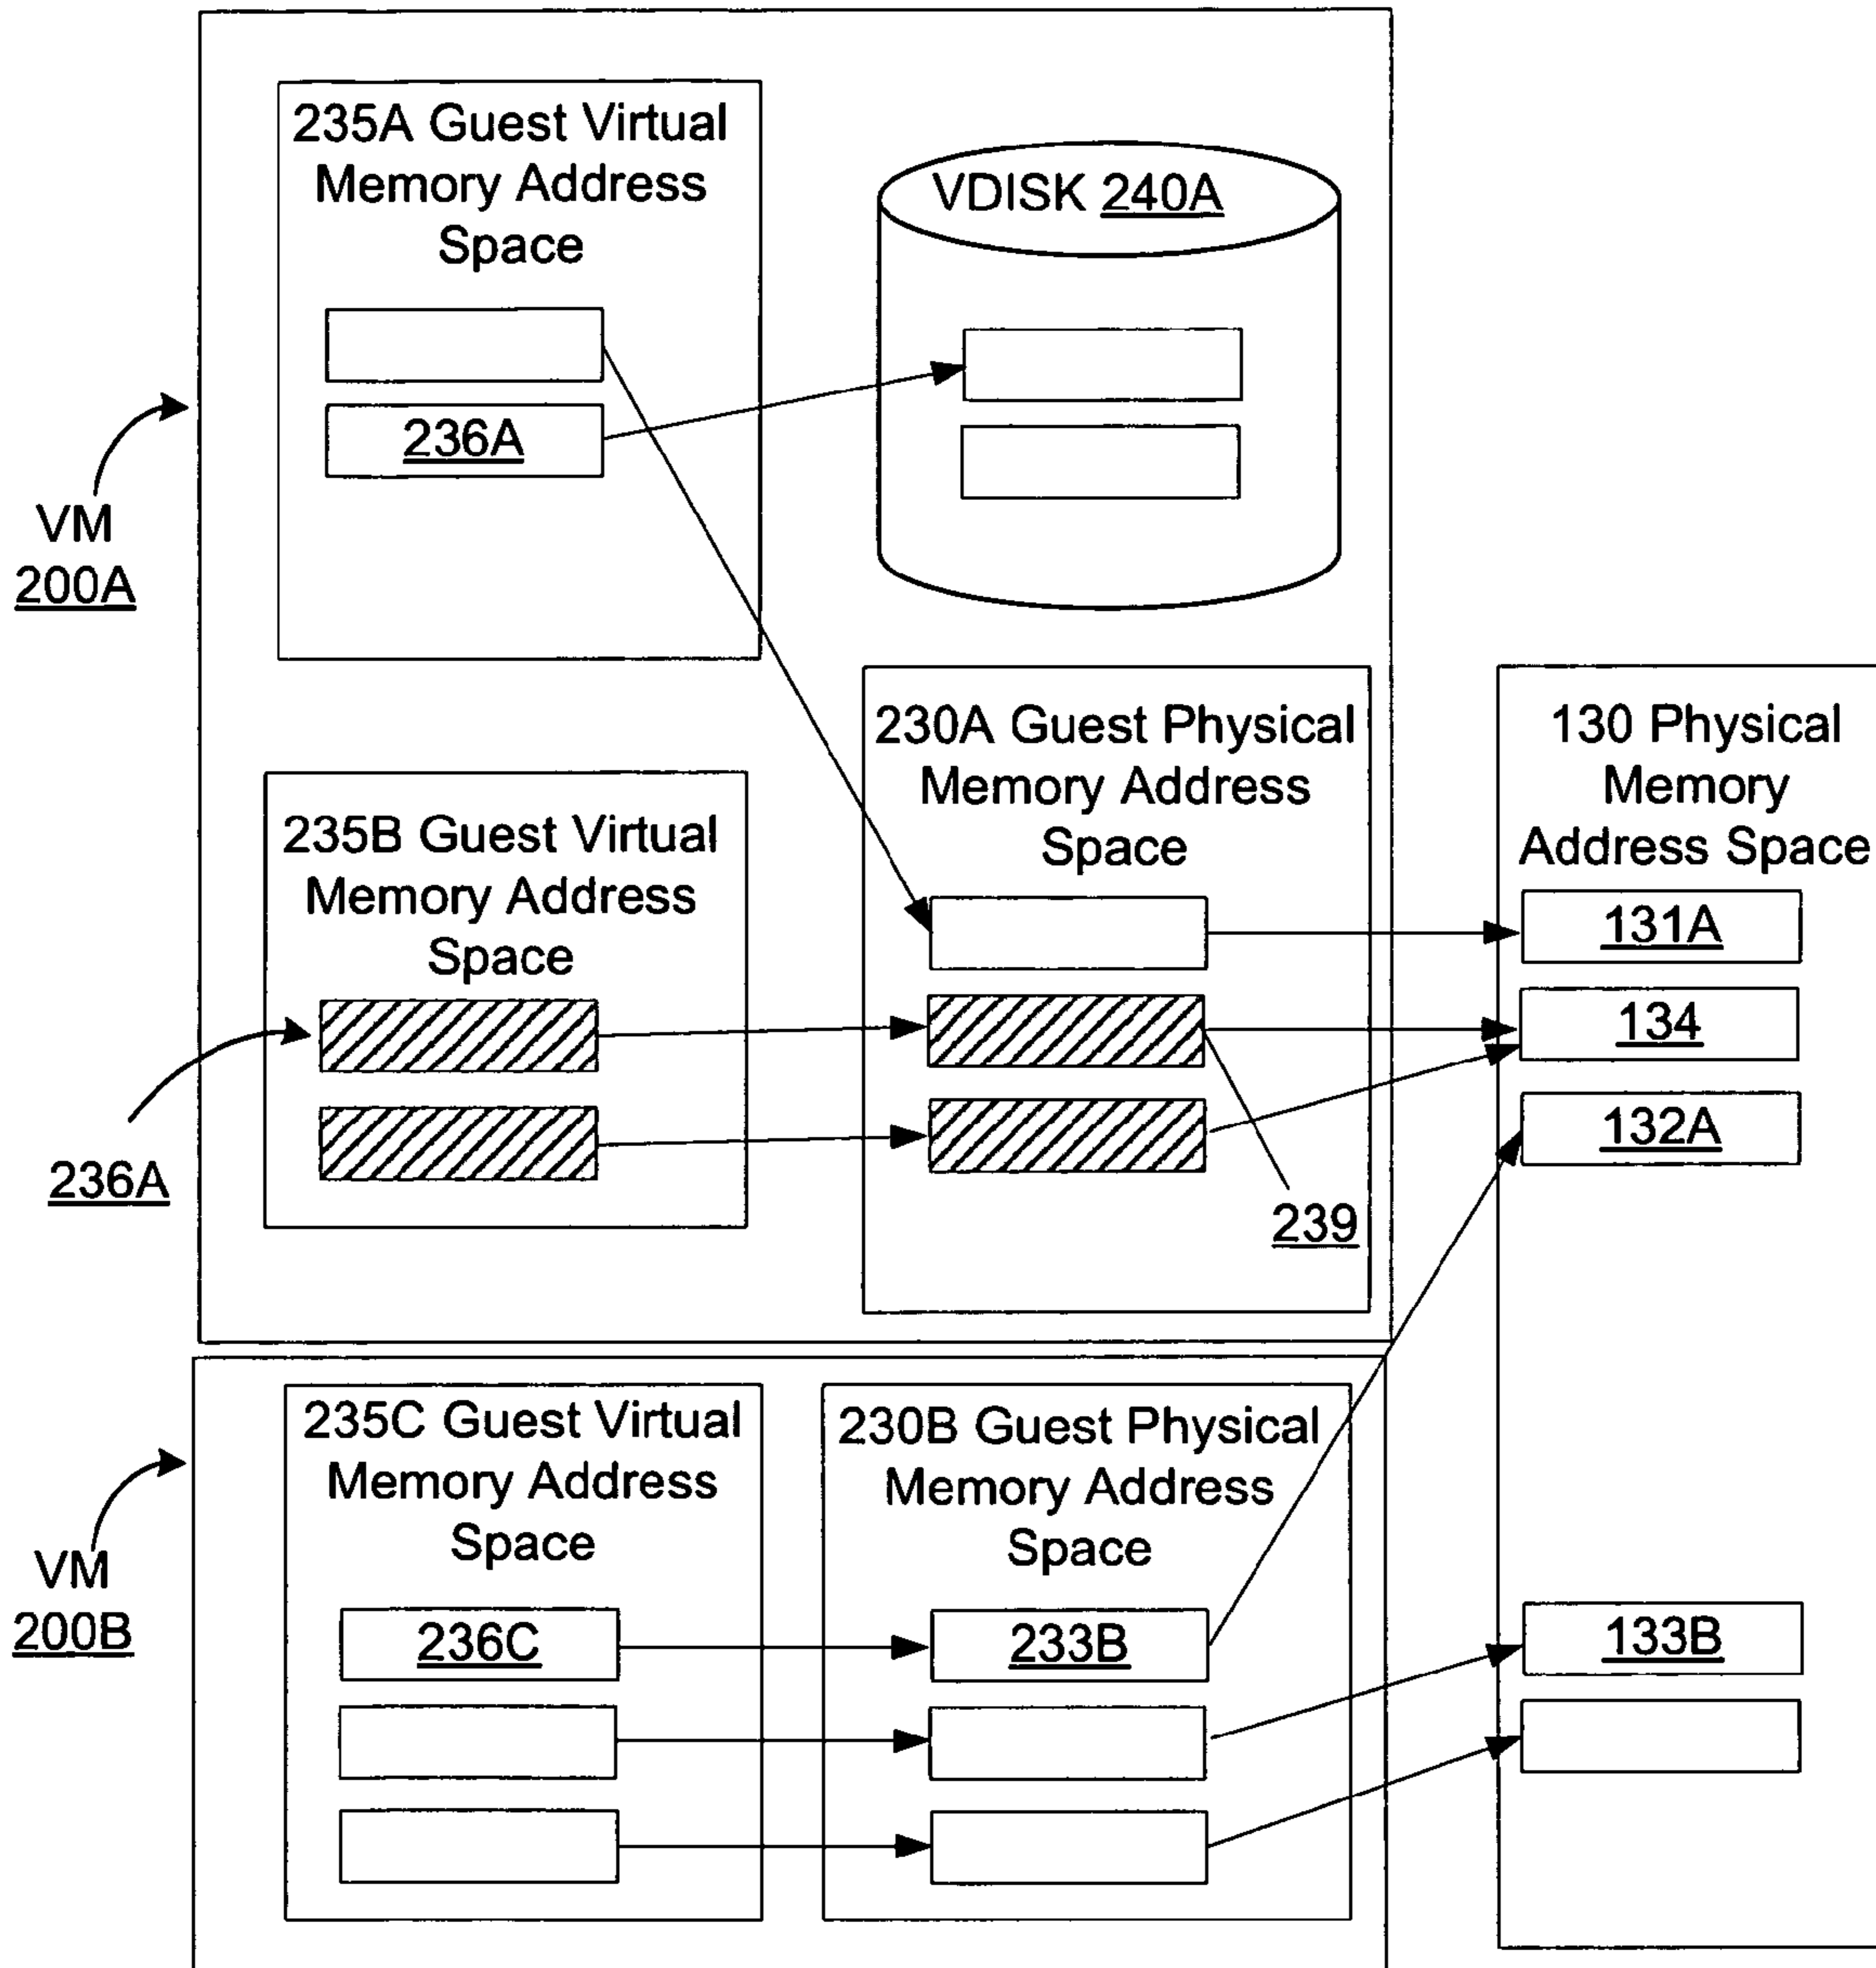 235A Guest Virtual
Memory Address
Space
VDISK 240A
236A
VM
200A
230A Guest Physical
Memory Address
Space
130 Physical
Memory
Address Space
235B Guest Virtual
Memory Address
Space
131A
134
132A
236A
239
235C Guest Virtual
Memory Address
Space
230B Guest Physical
Memory Address
Space
VM
200B
236C
233B
133B